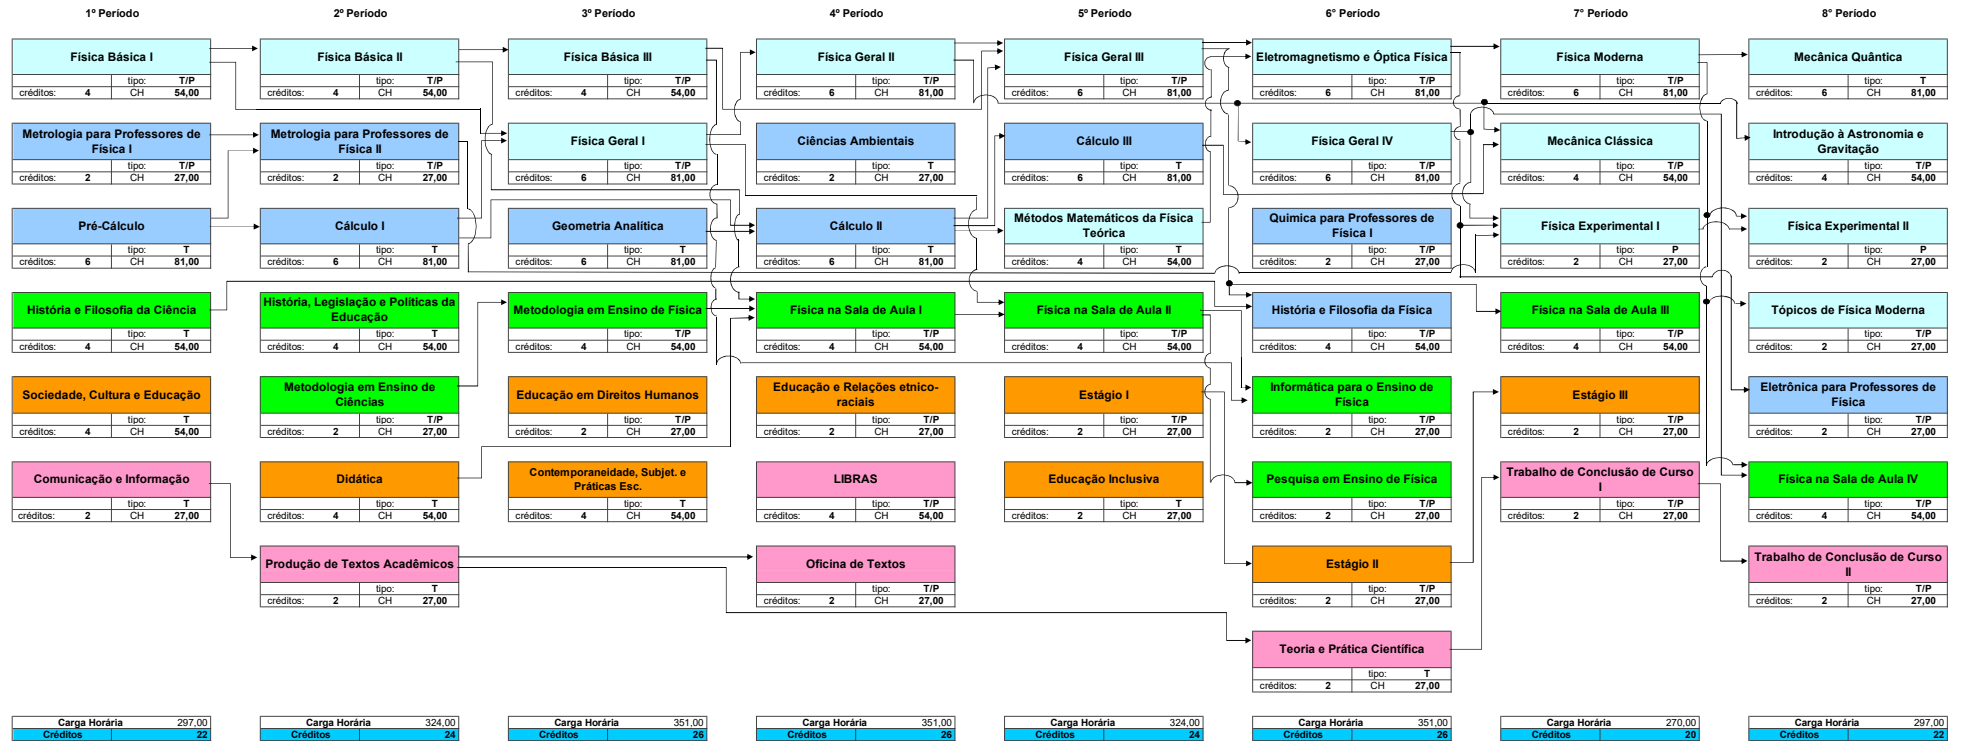 1º Período 2º Período 3º Período 4º Período 5º Período 6° Período 7° Período 8° Período
Física Básica I
tipo: T/P
créditos: 4 CH 54,00
Metrologia para Professores de
Física I
tipo: T/P
créditos: 2 CH 27,00
Pré-Cálculo
tipo: T
créditos: 6 CH 81,00
História e Filosofia da Ciência
tipo: T
créditos: 4 CH 54,00
Sociedade, Cultura e Educação
tipo: T
créditos: 4 CH 54,00
Comunicação e Informação
tipo: T
créditos: 2 CH 27,00
Carga Horária 297,00
Créditos 22
Física Básica II
tipo: T/P
créditos: 4 CH 54,00
Metrologia para Professores de
Física II
tipo: T/P
créditos: 2 CH 27,00
Cálculo I
tipo: T
créditos: 6 CH 81,00
História, Legislação e Políticas da
Educação
tipo: T
créditos: 4 CH 54,00
Metodologia em Ensino de
Ciências
tipo: T/P
créditos: 2 CH 27,00
Didática
tipo: T
créditos: 4 CH 54,00
Produção de Textos Acadêmicos
tipo: T
créditos: 2 CH 27,00
Carga Horária 324,00
Créditos 24
Física Básica III
tipo: T/P
créditos: 4 CH 54,00
Física Geral I
tipo: T/P
créditos: 6 CH 81,00
Geometria Analítica
tipo: T
créditos: 6 CH 81,00
Metodologia em Ensino de Física
tipo: T/P
créditos: 4 CH 54,00
Educação em Direitos Humanos
tipo: T/P
créditos: 2 CH 27,00
Contemporaneidade, Subjet. e
Práticas Esc.
tipo: T
créditos: 4 CH 54,00
Carga Horária 351,00
Créditos 26
Física Geral II
tipo: T/P
créditos: 6 CH 81,00
Ciências Ambientais
tipo: T
créditos: 2 CH 27,00
Cálculo II
tipo: T
créditos: 6 CH 81,00
Física na Sala de Aula I
tipo: T/P
créditos: 4 CH 54,00
Educação e Relações etnico-
raciais
tipo: T/P
créditos: 2 CH 27,00
LIBRAS
tipo: T/P
créditos: 4 CH 54,00
Oficina de Textos
tipo: T/P
créditos: 2 CH 27,00
Carga Horária 351,00
Créditos 26
Física Geral III
tipo: T/P
créditos: 6 CH 81,00
Cálculo III
tipo: T
créditos: 6 CH 81,00
Métodos Matemáticos da Física
Teórica
tipo: T
créditos: 4 CH 54,00
Física na Sala de Aula II
tipo: T/P
créditos: 4 CH 54,00
Estágio I
tipo: T/P
créditos: 2 CH 27,00
Educação Inclusiva
tipo: T
créditos: 2 CH 27,00
Carga Horária 324,00
Créditos 24
Eletromagnetismo e Óptica Física
tipo: T/P
créditos: 6 CH 81,00
Física Geral IV
tipo: T/P
créditos: 6 CH 81,00
Quimica para Professores de
Física I
tipo: T/P
créditos: 2 CH 27,00
História e Filosofia da Física
tipo: T/P
créditos: 4 CH 54,00
Informática para o Ensino de
Física
tipo: T/P
créditos: 2 CH 27,00
Pesquisa em Ensino de Física
tipo: T/P
créditos: 2 CH 27,00
Estágio II
tipo: T/P
créditos: 2 CH 27,00
Teoria e Prática Científica
tipo: T
créditos: 2 CH 27,00
Carga Horária 351,00
Créditos 26
Física Moderna
tipo: T/P
créditos: 6 CH 81,00
Mecânica Clássica
tipo: T/P
créditos: 4 CH 54,00
Física Experimental I
tipo: P
créditos: 2 CH 27,00
Física na Sala de Aula III
tipo: T/P
créditos: 4 CH 54,00
Estágio III
tipo: T/P
créditos: 2 CH 27,00
Trabalho de Conclusão de Curso
I
tipo: T/P
créditos: 2 CH 27,00
Carga Horária 270,00
Créditos 20
Mecânica Quântica
tipo: T
créditos: 6 CH 81,00
Introdução à Astronomia e
Gravitação
tipo: T/P
créditos: 4 CH 54,00
Física Experimental II
tipo: P
créditos: 2 CH 27,00
Tópicos de Física Moderna
tipo: T/P
créditos: 2 CH 27,00
Eletrônica para Professores de
Física
tipo: T/P
créditos: 2 CH 27,00
Física na Sala de Aula IV
tipo: T/P
créditos: 4 CH 54,00
Trabalho de Conclusão de Curso
II
tipo: T/P
créditos: 2 CH 27,00
Carga Horária 297,00
Créditos 22